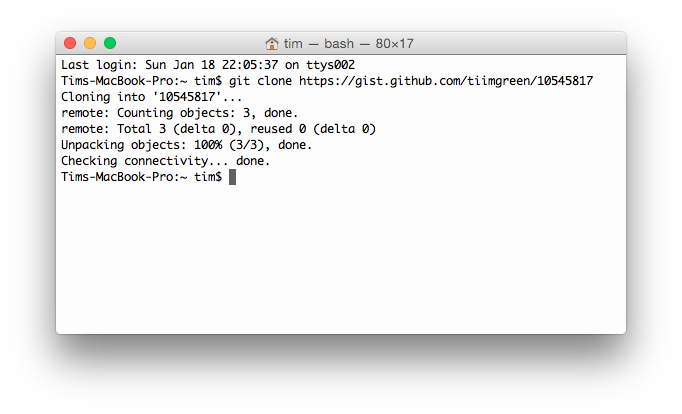 tim — bash — 80×17
Last login: Sun Jan 18 22:05:37 on ttys002
Tims-MacBook-Pro:~ tim$ git clone https://gist.github.com/tiimgreen/10545817
Cloning into '10545817'...
remote: Counting objects: 3, done.
remote: Total 3 (delta 0), reused 0 (delta 0)
Unpacking objects: 100% (3/3), done.
Checking connectivity... done.
Tims-MacBook-Pro:~ tim$